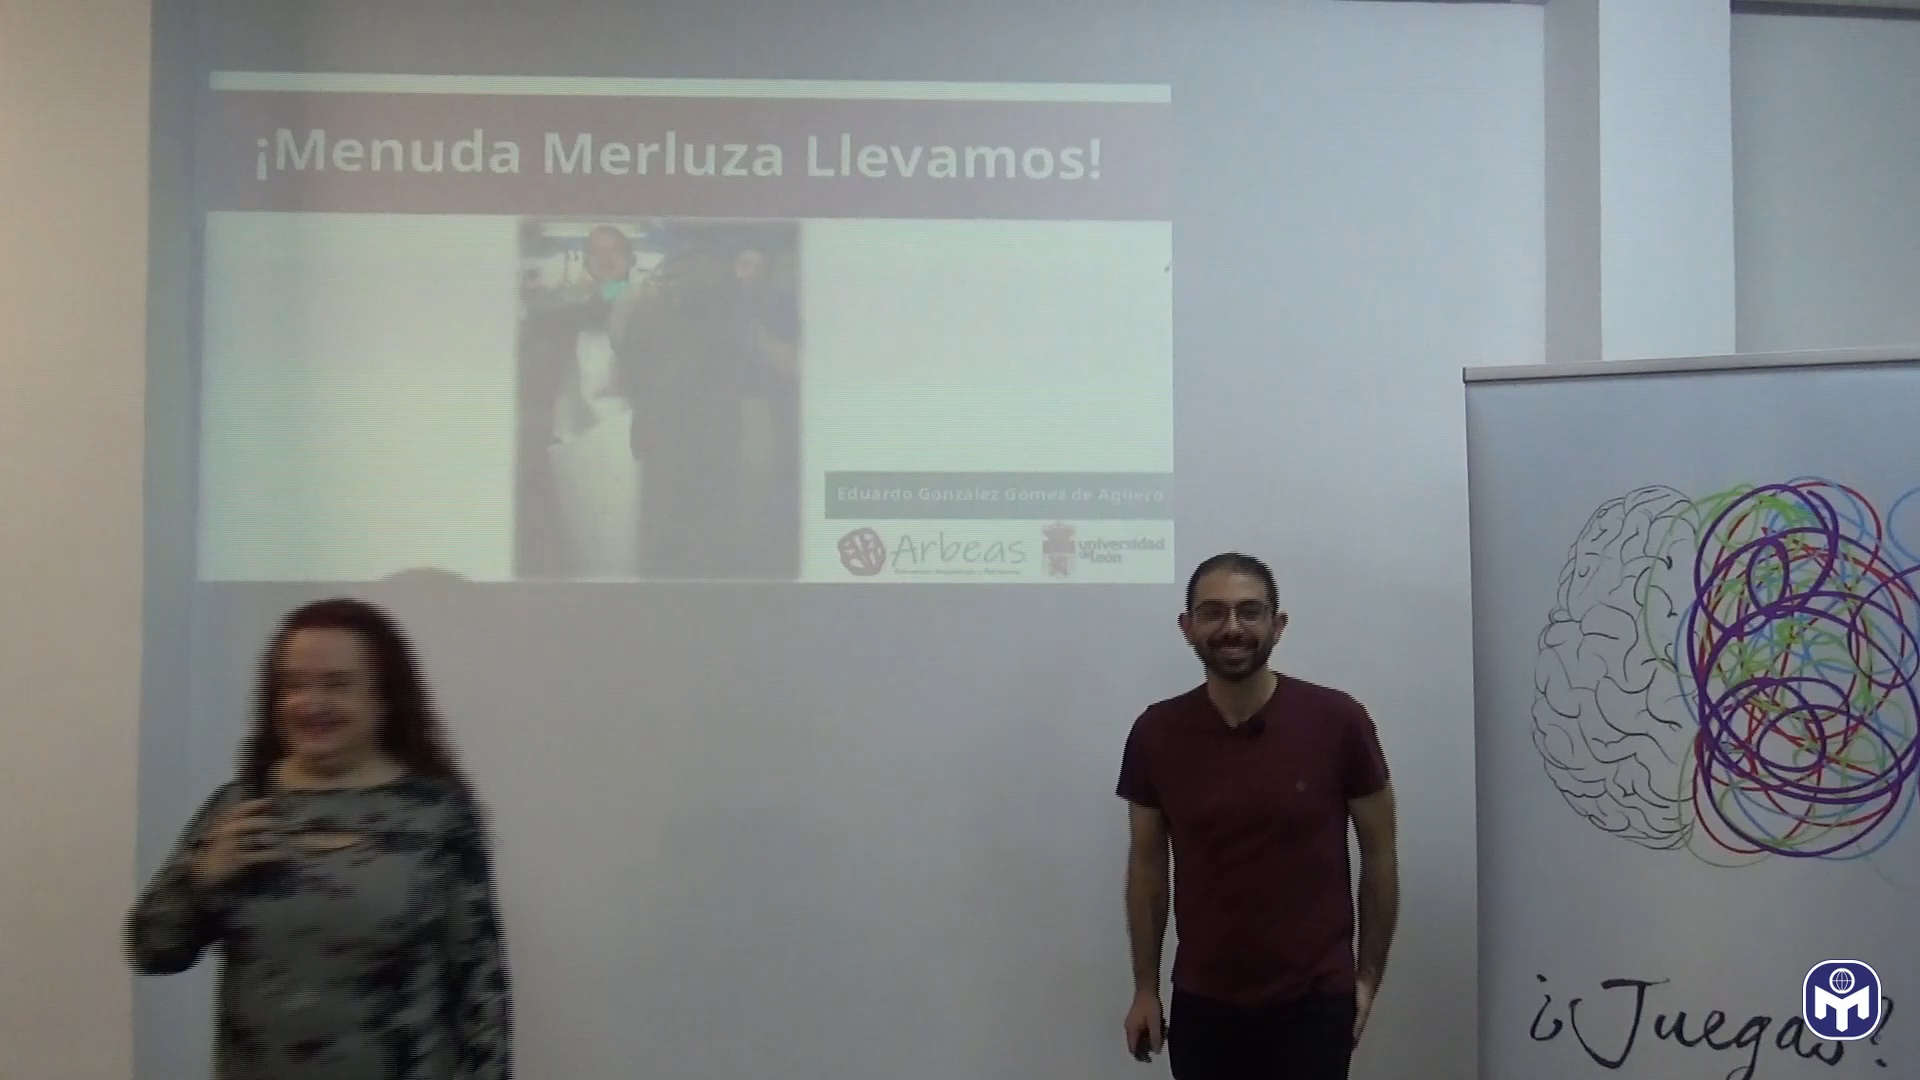 ¡Menuda Merluza Llevamos!
Eduardo González Gómez de Agüero
Arbeas
universidad
de león
¿Juegas?